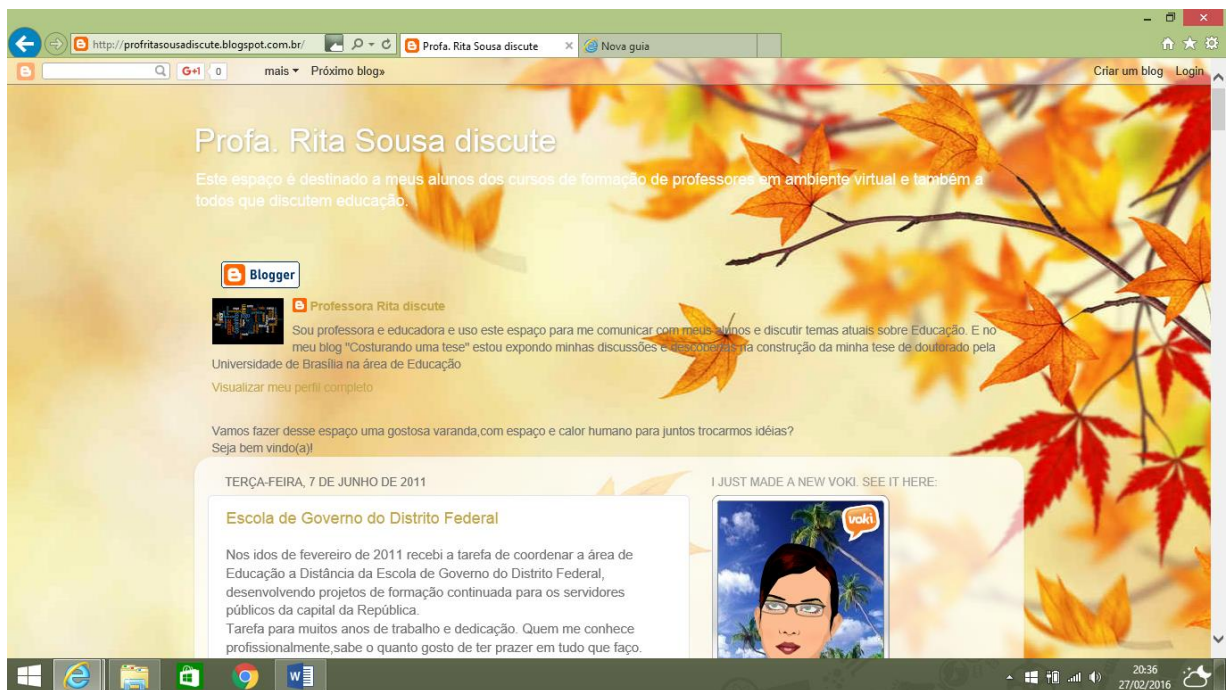 http://profritasousadiscute.blogspot.com.br/
Profa. Rita Sousa discute
Nova guia
G+1 0 mais Próximo blog» Criar um blog Login
Profa. Rita Sousa discute
Este espaço é destinado a meus alunos dos cursos de formação de professores em ambiente virtual e também a
todos que discutem educação.
Blogger
Professora Rita discute
Sou professora e educadora e uso este espaço para me comunicar com meus alunos e discutir temas atuais sobre Educação. E no
meu blog "Costurando uma tese" estou expondo minhas discussões e descobertas na construção da minha tese de doutorado pela
Universidade de Brasília na área de Educação
Visualizar meu perfil completo
Vamos fazer desse espaço uma gostosa varanda,com espaço e calor humano para juntos trocarmos idéias?
Seja bem vindo(a)!
TERÇA-FEIRA, 7 DE JUNHO DE 2011
Escola de Governo do Distrito Federal
Nos idos de fevereiro de 2011 recebi a tarefa de coordenar a área de
Educação a Distância da Escola de Governo do Distrito Federal,
desenvolvendo projetos de formação continuada para os servidores
públicos da capital da República.
Tarefa para muitos anos de trabalho e dedicação. Quem me conhece
profissionalmente,sabe o quanto gosto de ter prazer em tudo que faço.
I JUST MADE A NEW VOKI. SEE IT HERE:
voki
20:36
27/02/2016